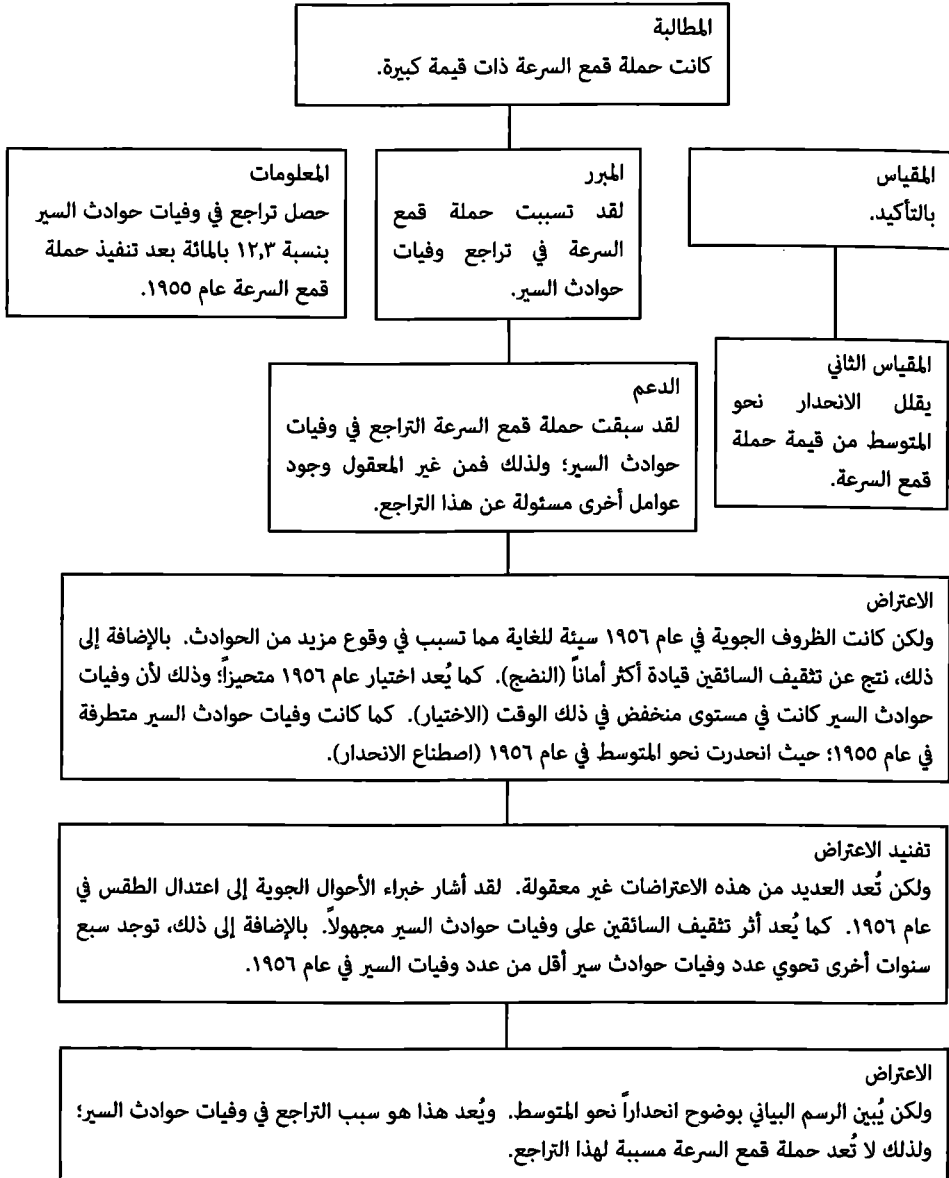 المطالبة
كانت حملة قمع السرعة ذات قيمة كبيرة.
المقياس
بالتأكيد.
المبرر
لقد تسببت حملة قمع
السرعة في تراجع وفيات
حوادث السير.
المعلومات
حصل تراجع في وفيات حوادث السير
بنسبة ١٢,٣ بالمائة بعد تنفيذ حملة
قمع السرعة عام ١٩٥٥.
المقياس الثاني
يقلل الانحدار نحو
المتوسط من قيمة حملة
قمع السرعة.
الدعم
لقد سبقت حملة قمع السرعة التراجع في وفيات
حوادث السير؛ ولذلك فمن غير المعقول وجود
عوامل أخرى مسئولة عن هذا التراجع.
الاعتراض
ولكن كانت الظروف الجوية في عام ١٩٥٦ سيئة للغاية مما تسبب في وقوع مزيد من الحوادث. بالإضافة إلى
ذلك، نتج عن تثقيف السائقين قيادة أكثر أماناً (النضج). كما يُعد اختيار عام ١٩٥٦ متحيزاً؛ وذلك لأن وفيات
حوادث السير كانت في مستوى منخفض في ذلك الوقت (الاختيار). كما كانت وفيات حوادث السير متطرفة
في عام ١٩٥٥؛ حيث انحدرت نحو المتوسط في عام ١٩٥٦ (اصطناع الانحدار).
تفنيد الاعتراض
ولكن تُعد العديد من هذه الاعتراضات غير معقولة. لقد أشار خبراء الأحوال الجوية إلى اعتدال الطقس في
عام ١٩٥٦. كما يُعد أثر تثقيف السائقين على وفيات حوادث السير مجهولاً. بالإضافة إلى ذلك، توجد سبع
سنوات أخرى تحوي عدد وفيات حوادث سير أقل من عدد وفيات السير في عام ١٩٥٦.
الاعتراض
ولكن يُبين الرسم البياني بوضوح انحداراً نحو المتوسط. ويُعد هذا هو سبب التراجع في وفيات حوادث السير؛
ولذلك لا تُعد حملة قمع السرعة مسببة لهذا التراجع.